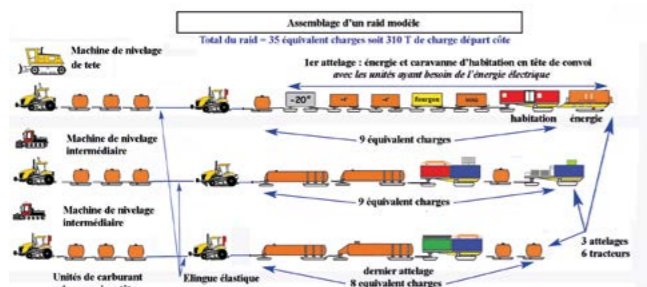 Assemblage d'un raid modèle
Total du raid = 35 équivalent charges soit 310 T de charge départ côte
Machine de nivelage
de tete
1er attelage : énergie et caravanne d'habitation en tête de convoi
avec les unités ayant besoin de l'énergie électrique
-20°
habitation
énergie
9 équivalent charges
Machine de nivelage
intermédiaire
9 équivalent charges
Machine de nivelage
intermédiaire
3 attelages
6 tracteurs
Unités de carburant
Elingue élastique
dernier attelage
8 equivalent charges